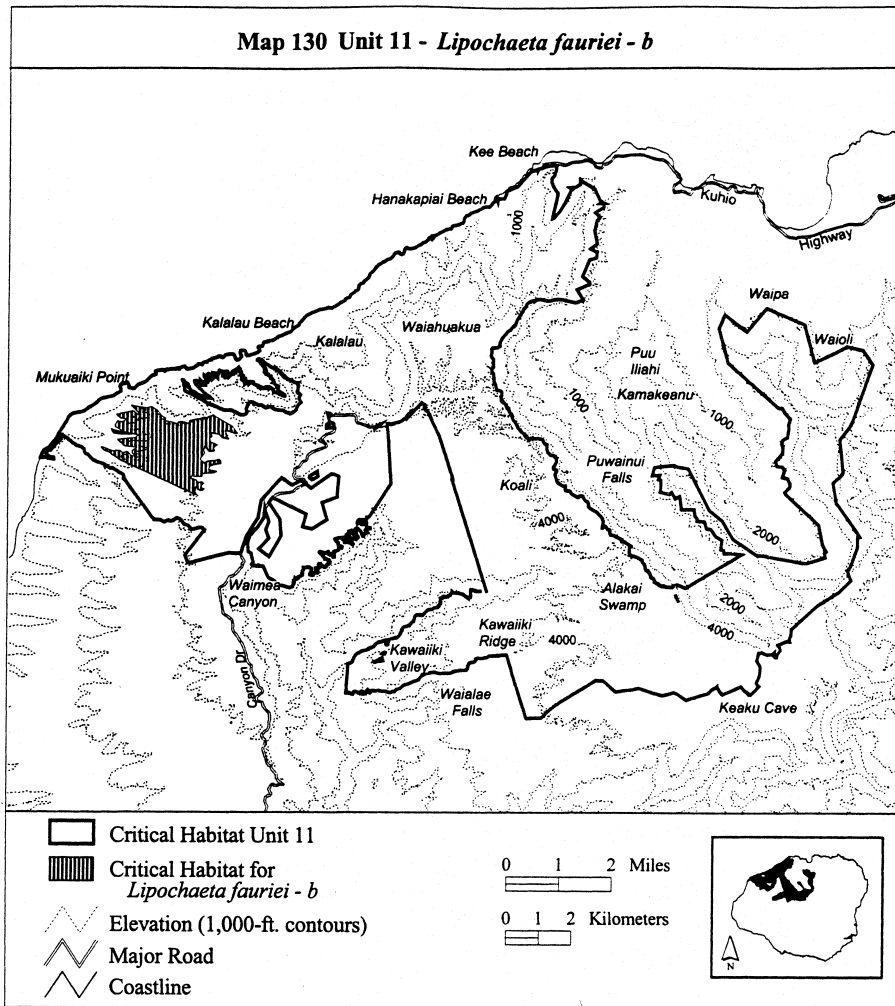 Map 130 Unit 11 - Lipochaeta fauriei - b
Kee Beach
Hanakapiai Beach
Kuhio
Highway
1000
Waipa
Kalalau Beach
Kalalau
Waiahuakua
Waioli
Puu
Iliahi
Mukuaiki Point
Kamakeanu
1000
1000
Puwainui
Falls
Koali
4000
2000
Waimea
Canyon
Alakai
Swamp
2000
4000
Kawaiiki
Ridge
4000
Kawaiiki
Valley
Canyon Dr
Waialae
Falls
Keaku Cave
Critical Habitat Unit 11
Critical Habitat for
Lipochaeta fauriei - b
Elevation (1,000-ft. contours)
Major Road
Coastline
0 1 2 Miles
0 1 2 Kilometers
N